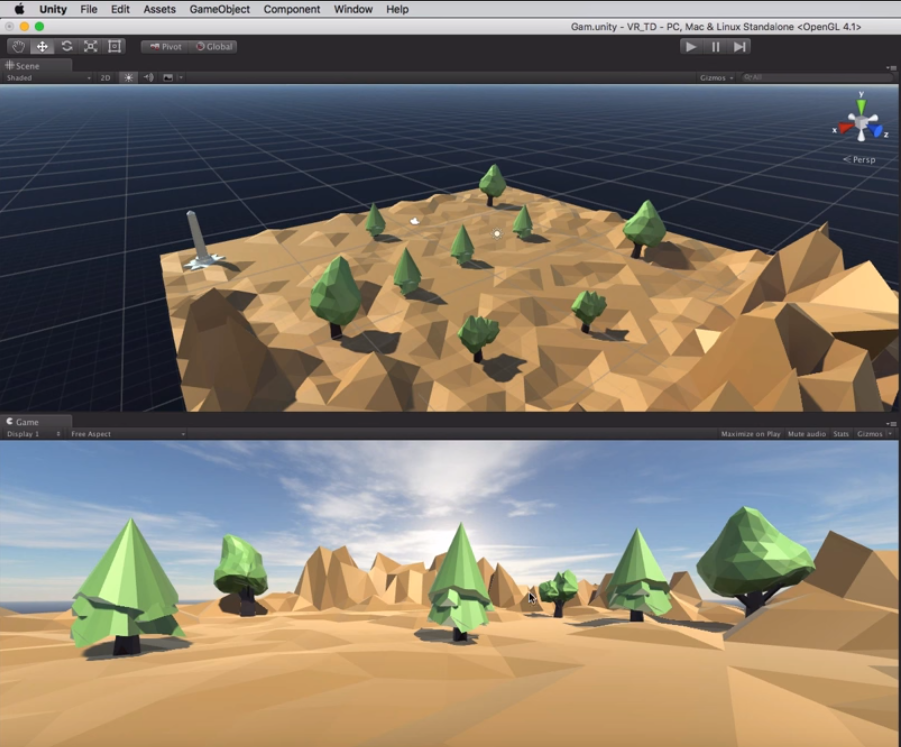 Unity File Edit Assets GameObject Component Window Help
Gam.unity - VR_TD - PC, Mac & Linux Standalone <OpenGL 4.1>
Pivot Global
Scene
Shaded 2D Gizmos All
y
x z
Persp
Game
Display 1 Free Aspect Maximize on Play Mute audio Stats Gizmos